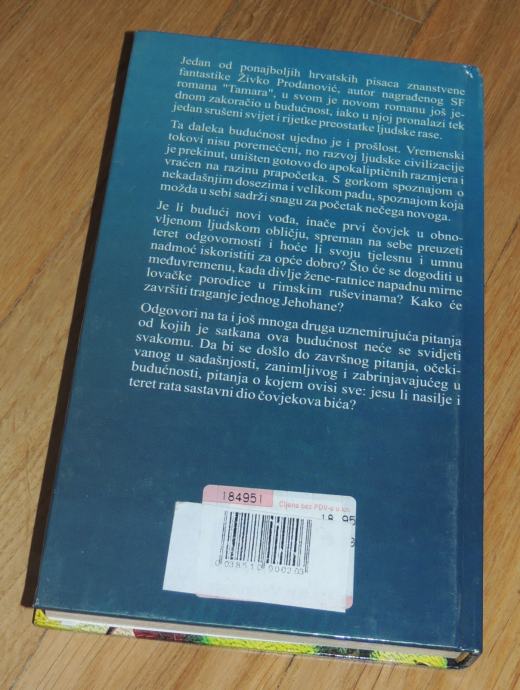 Jedan od ponajboljih hrvatskih pisaca znanstvene
fantastike Živko Prodanović, autor nagrađenog SF
romana "Tamara", u svom je novom romanu još je-
dnom zakoračio u budućnost, iako u njoj pronalazi tek
jedan srušeni svijet i rijetke preostatke ljudske rase.
Ta daleka budućnost ujedno je i prošlost. Vremenski
tokovi nisu poremećeni, no razvoj ljudske civilizacije
je prekinut, uništen gotovo do apokaliptičnih razmjera i
vraćen na razinu prapočetka. S gorkom spoznajom o
nekadašnjim dosezima i velikom padu, spoznajom koja
možda u sebi sadrži snagu za početak nečega novoga.
Je li budući novi vođa, inače prvi čovjek u obno-
vljenom ljudskom obličju, spreman na sebe preuzeti
teret odgovornosti i hoće li svoju tjelesnu i umnu
nadmoć iskoristiti za opće dobro? Što će se dogoditi u
međuvremenu, kada divlje žene-ratnice napadnu mirne
lovačke porodice u rimskim ruševinama? Kako će
završiti traganje jednog Jehohane?
Odgovori na ta i još mnoga druga uznemirujuća pitanja
od kojih je satkana ova budućnost neće se svidjeti
svakomu. Da bi se došlo do završnog pitanja, očeki-
vanog u sadašnjosti, zanimljivog i zabrinjavajućeg u
budućnosti, pitanja o kojem ovisi sve: jesu li nasilje i
teret rata sastavni dio čovjekova bića?
184951
Cijena bez PDV-a u kn
18 95